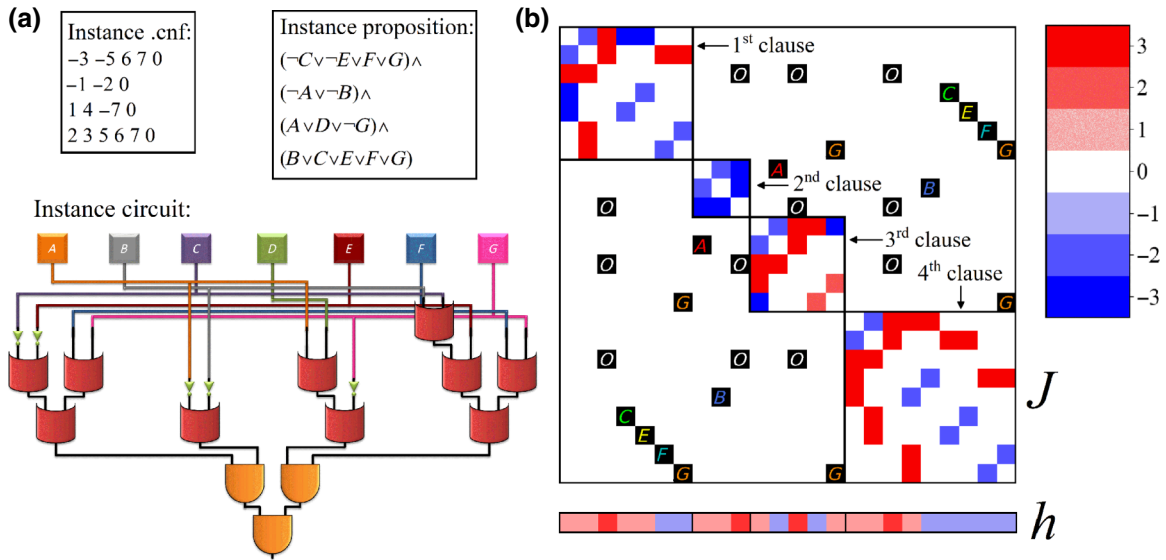 (a)
Instance .cnf:
−3 −5 6 7 0
−1 −2 0
1 4 −7 0
2 3 5 6 7 0
Instance proposition:
(¬C∨¬E∨F∨G)∧
(¬A∨¬B)∧
(A∨D∨¬G)∧
(B∨C∨E∨F∨G)
Instance circuit:
A B C D E F G
(b)
1st clause
O O O
C
E
F
G G
A
2nd clause
B
O O O
3rd clause
A
O O O
4th clause
G G
O O O
B
C
E
F
G G
J
h
3
2
1
0
−1
−2
−3